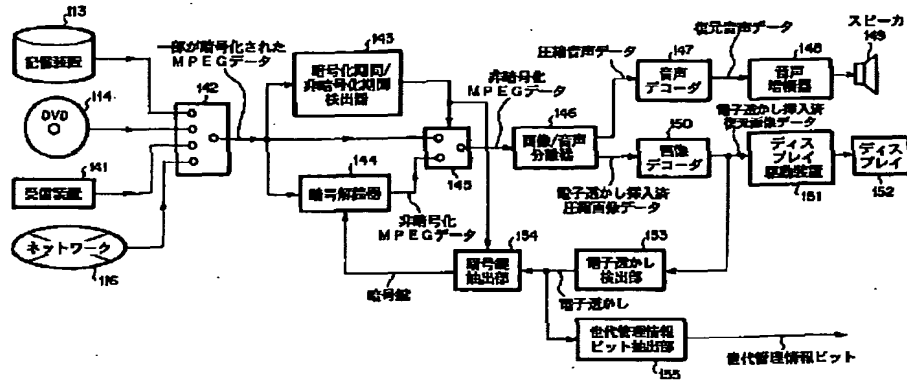 113
記憶装置
DVD
114
141
受信装置
ネットワーク
116
142
一部が暗号化された
MPEGデータ
143
暗号化期間/
非暗号化期間
検出器
144
暗号解読器
145
非暗号化
MPEGデータ
非暗号化
MPEGデータ
146
画像/音声
分離器
圧縮音声データ
147
音声
デコーダ
復元音声データ
148
音声
増幅器
スピーカ
149
150
画像
デコーダ
電子透かし挿入済
圧縮画像データ
電子透かし挿入済
復元画像データ
ディス
プレイ
駆動装置
151
ディス
プレイ
152
153
電子透かし
検出部
電子透かし
154
暗号鍵
抽出部
暗号鍵
世代管理情報
ビット抽出部
155
世代管理情報ビット